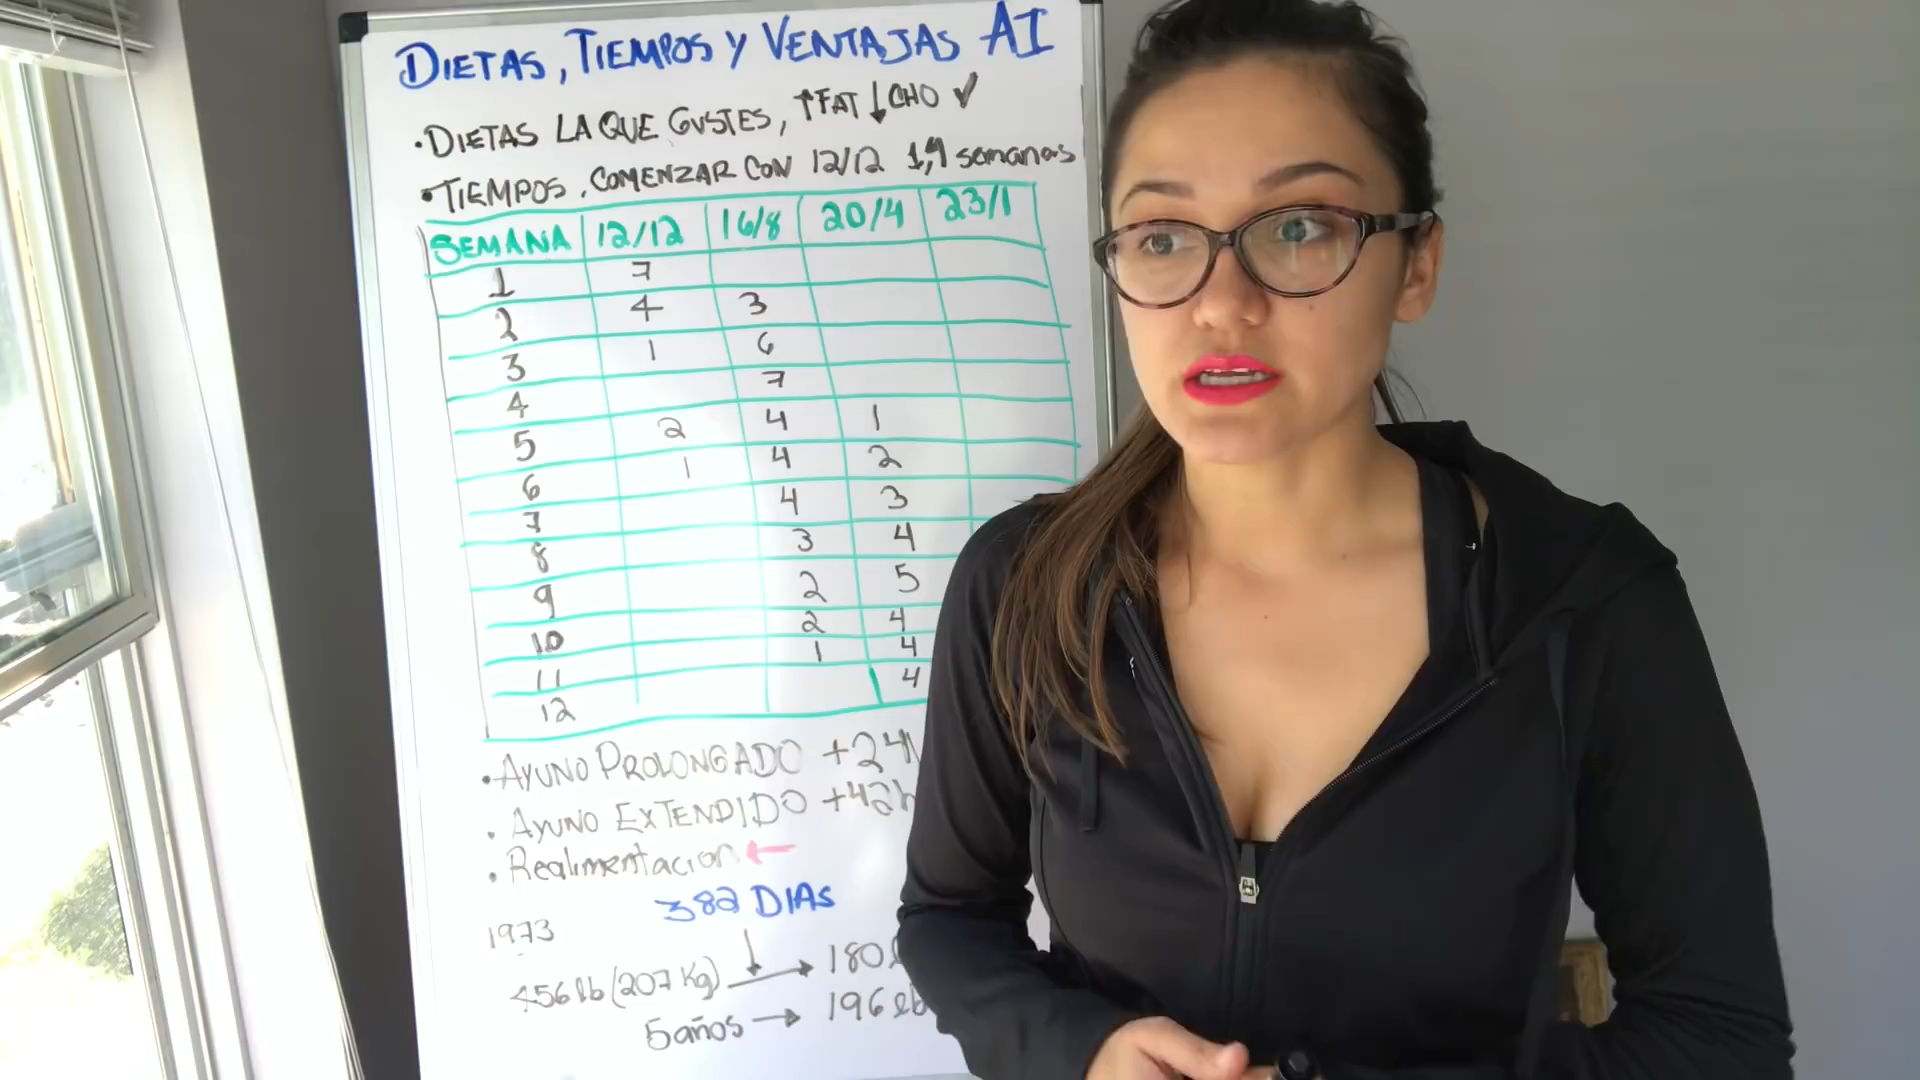 DIETAS, TIEMPOS Y VENTAJAS AI
• DIETAS LA QUE GUSTES, ↑FAT ↓CHO ✓
• TIEMPOS, COMENZAR CON 12/12 1,4 semanas
SEMANA 12/12 16/8 20/4 23/1
1 7
2 4 3
3 1 6
4 7
5 2 4 1
6 1 4 2
7 4 3
8 3 4
9 2 5
10 2 4
11 1 4
12 4
• AYUNO PROLONGADO +24
• AYUNO EXTENDIDO +42h
• Realimentacion ←
382 DIAS
1973
456 lb (207 Kg) → 180
5 años → 196 lb